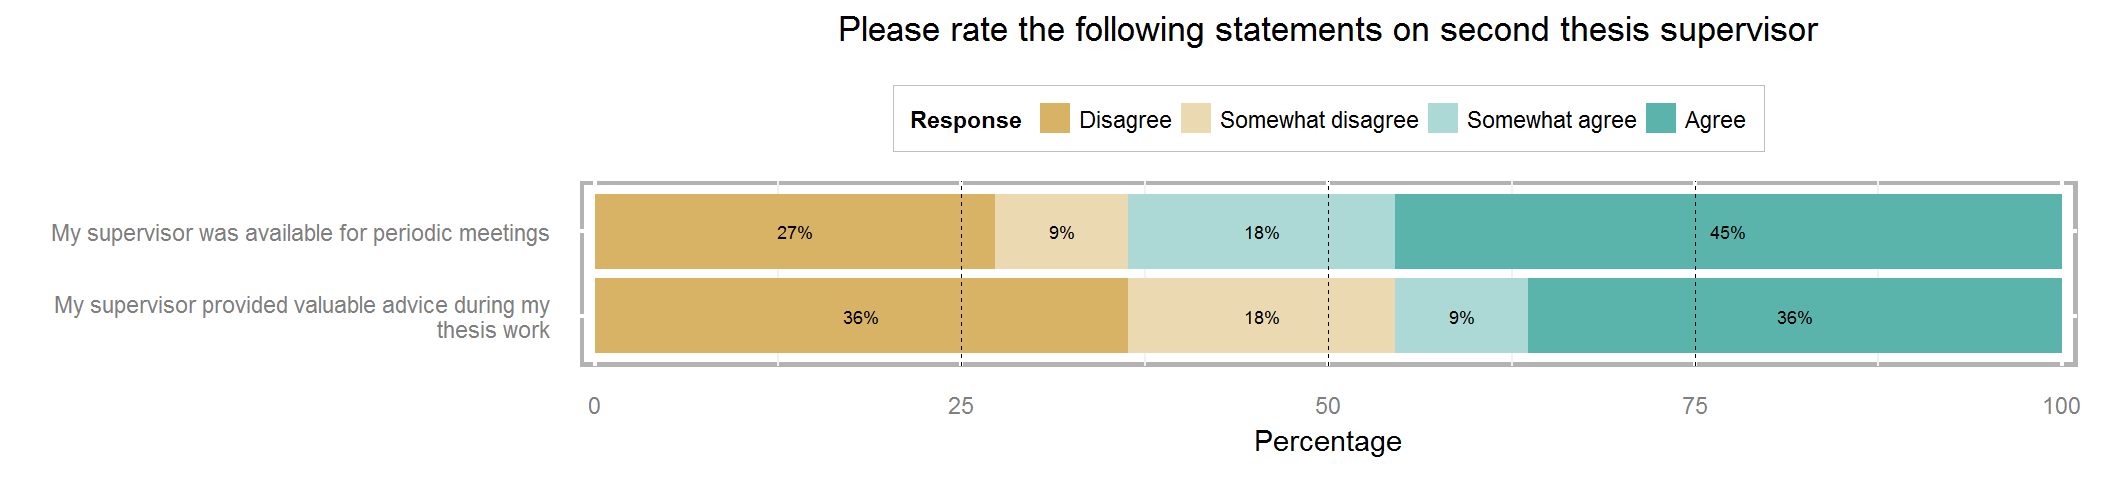 Please rate the following statements on second thesis supervisor
Response Disagree Somewhat disagree Somewhat agree Agree
My supervisor was available for periodic meetings 27% 9% 18% 45%
My supervisor provided valuable advice during my
thesis work 36% 18% 9% 36%
0 25 50 75 100
Percentage